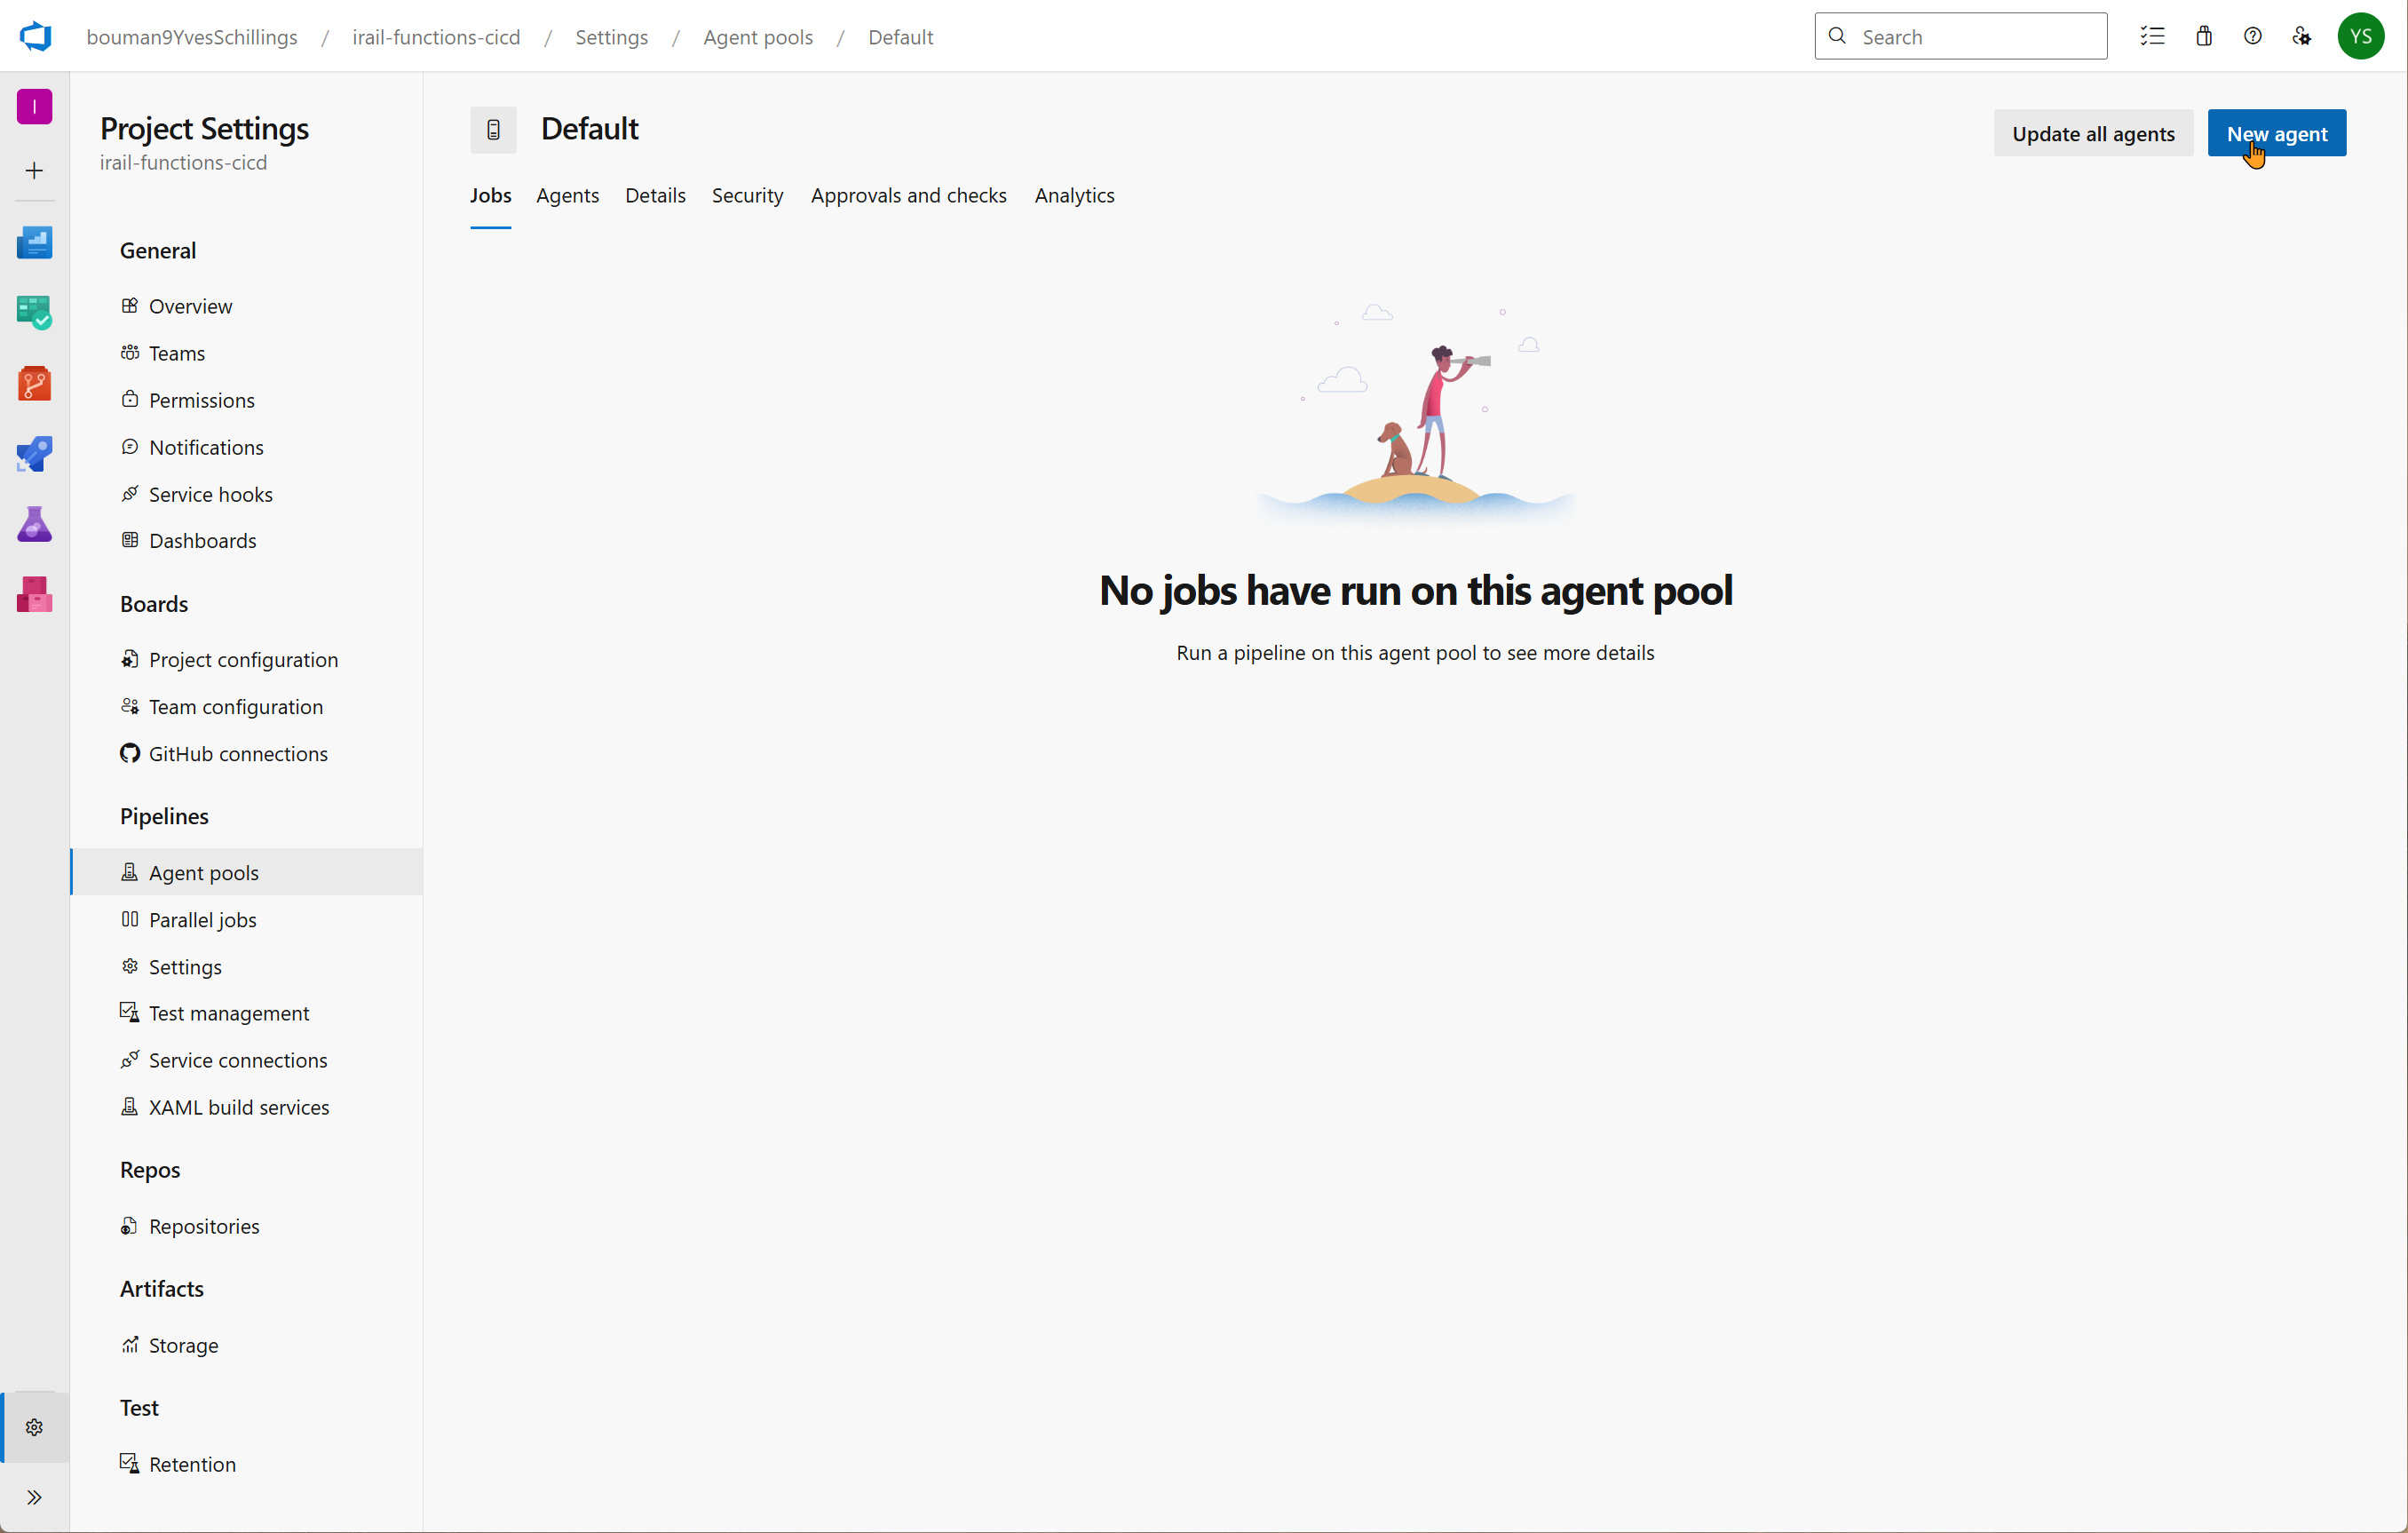 bouman9YvesSchillings / irail-functions-cicd / Settings / Agent pools / Default
Search
YS
I
Project Settings
irail-functions-cicd
Default
Update all agents
New agent
Jobs
Agents
Details
Security
Approvals and checks
Analytics
General
Overview
Teams
Permissions
Notifications
Service hooks
Dashboards
Boards
Project configuration
Team configuration
GitHub connections
Pipelines
Agent pools
Parallel jobs
Settings
Test management
Service connections
XAML build services
Repos
Repositories
Artifacts
Storage
Test
Retention
No jobs have run on this agent pool
Run a pipeline on this agent pool to see more details